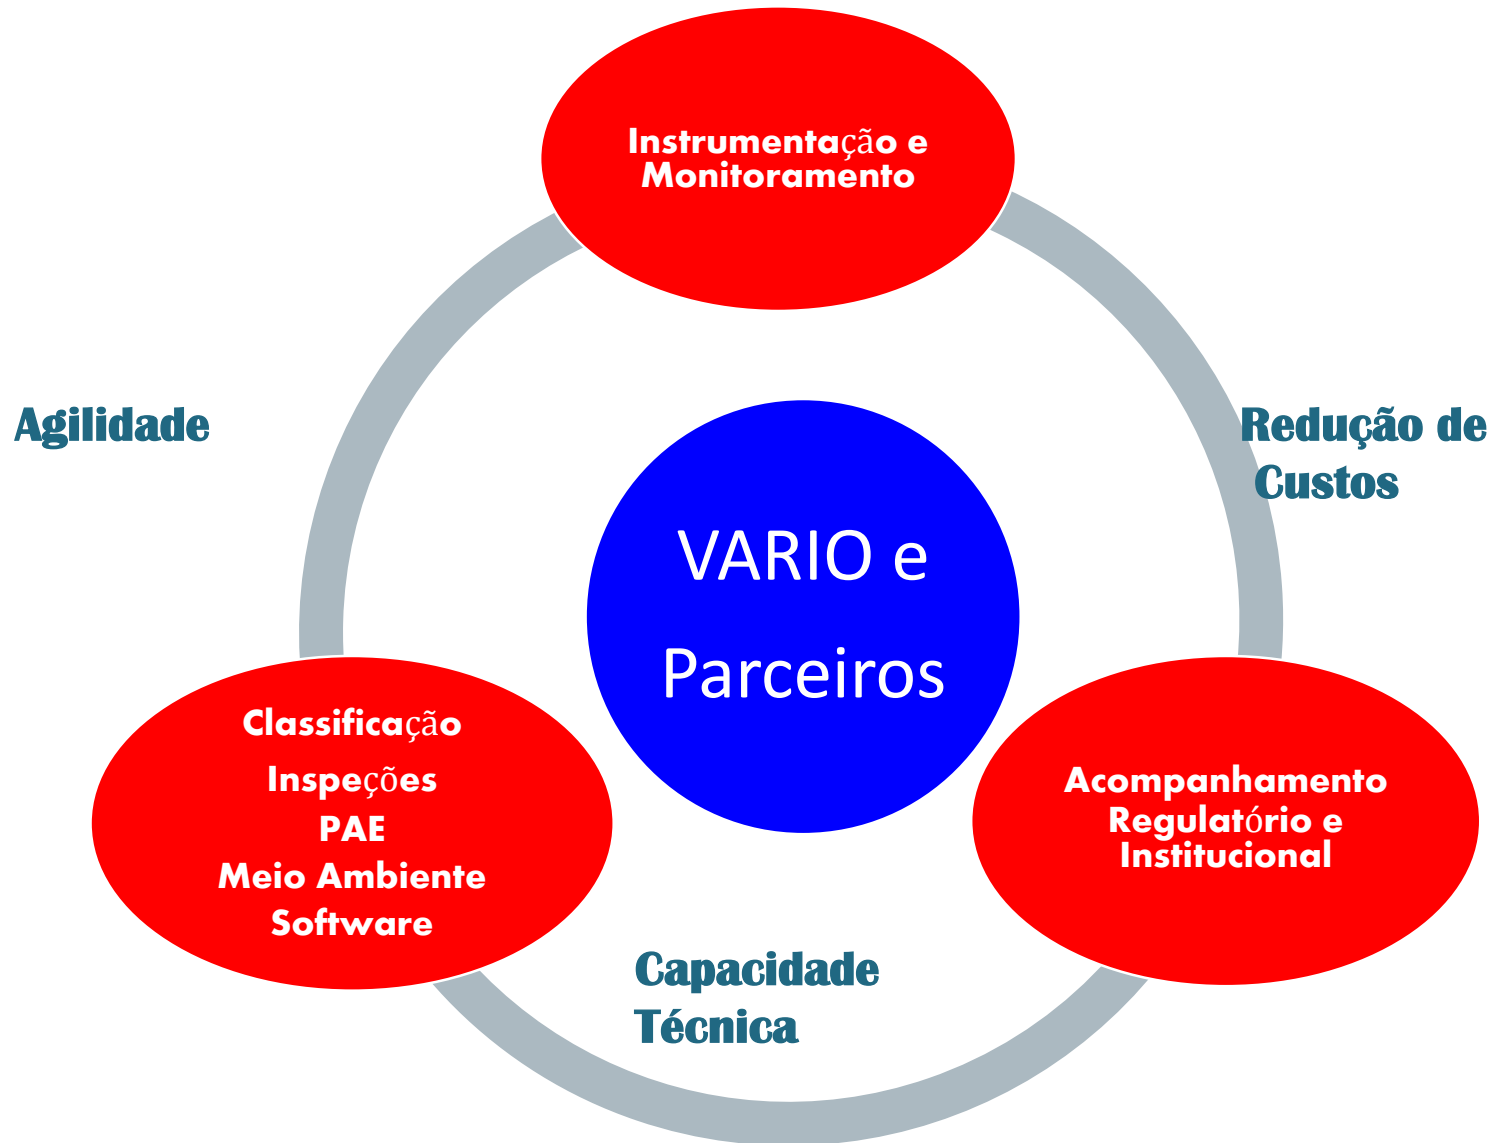 Instrumentação e
Monitoramento
Agilidade
Redução de
Custos
VARIO e
Parceiros
Classificação
Inspeções
PAE
Meio Ambiente
Software
Acompanhamento
Regulatório e
Institucional
Capacidade
Técnica